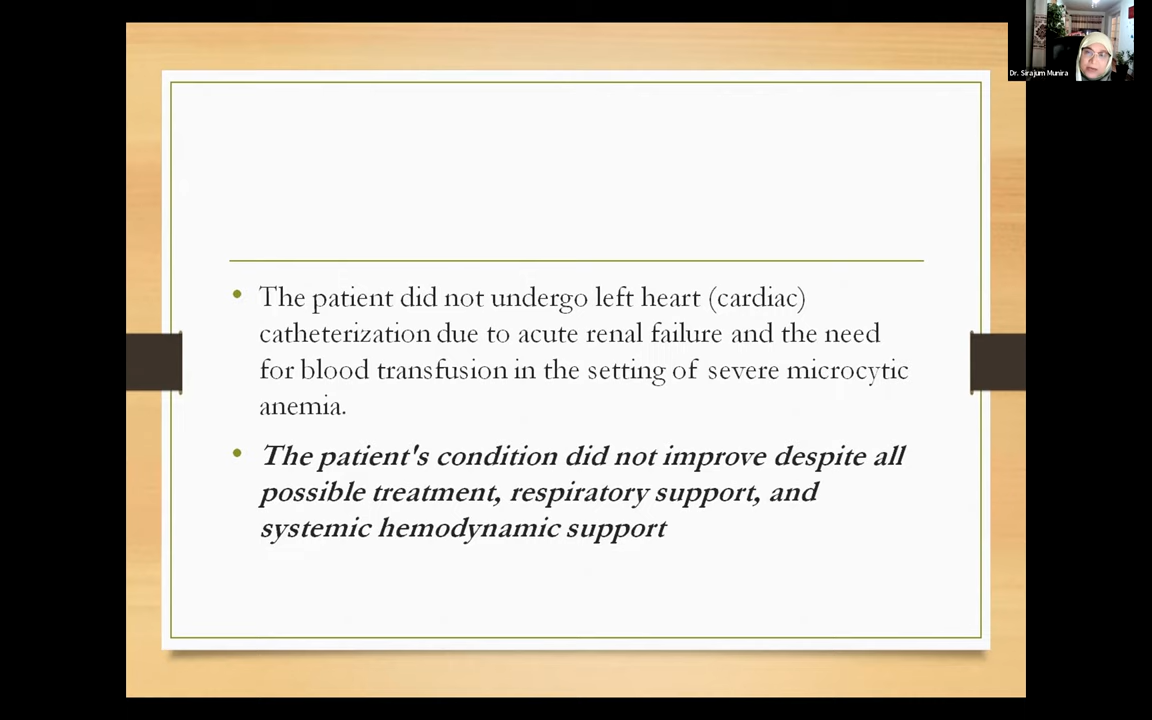 Dr. Sirajum Munira
• The patient did not undergo left heart (cardiac)
catheterization due to acute renal failure and the need
for blood transfusion in the setting of severe microcytic
anemia.
• The patient's condition did not improve despite all
possible treatment, respiratory support, and
systemic hemodynamic support